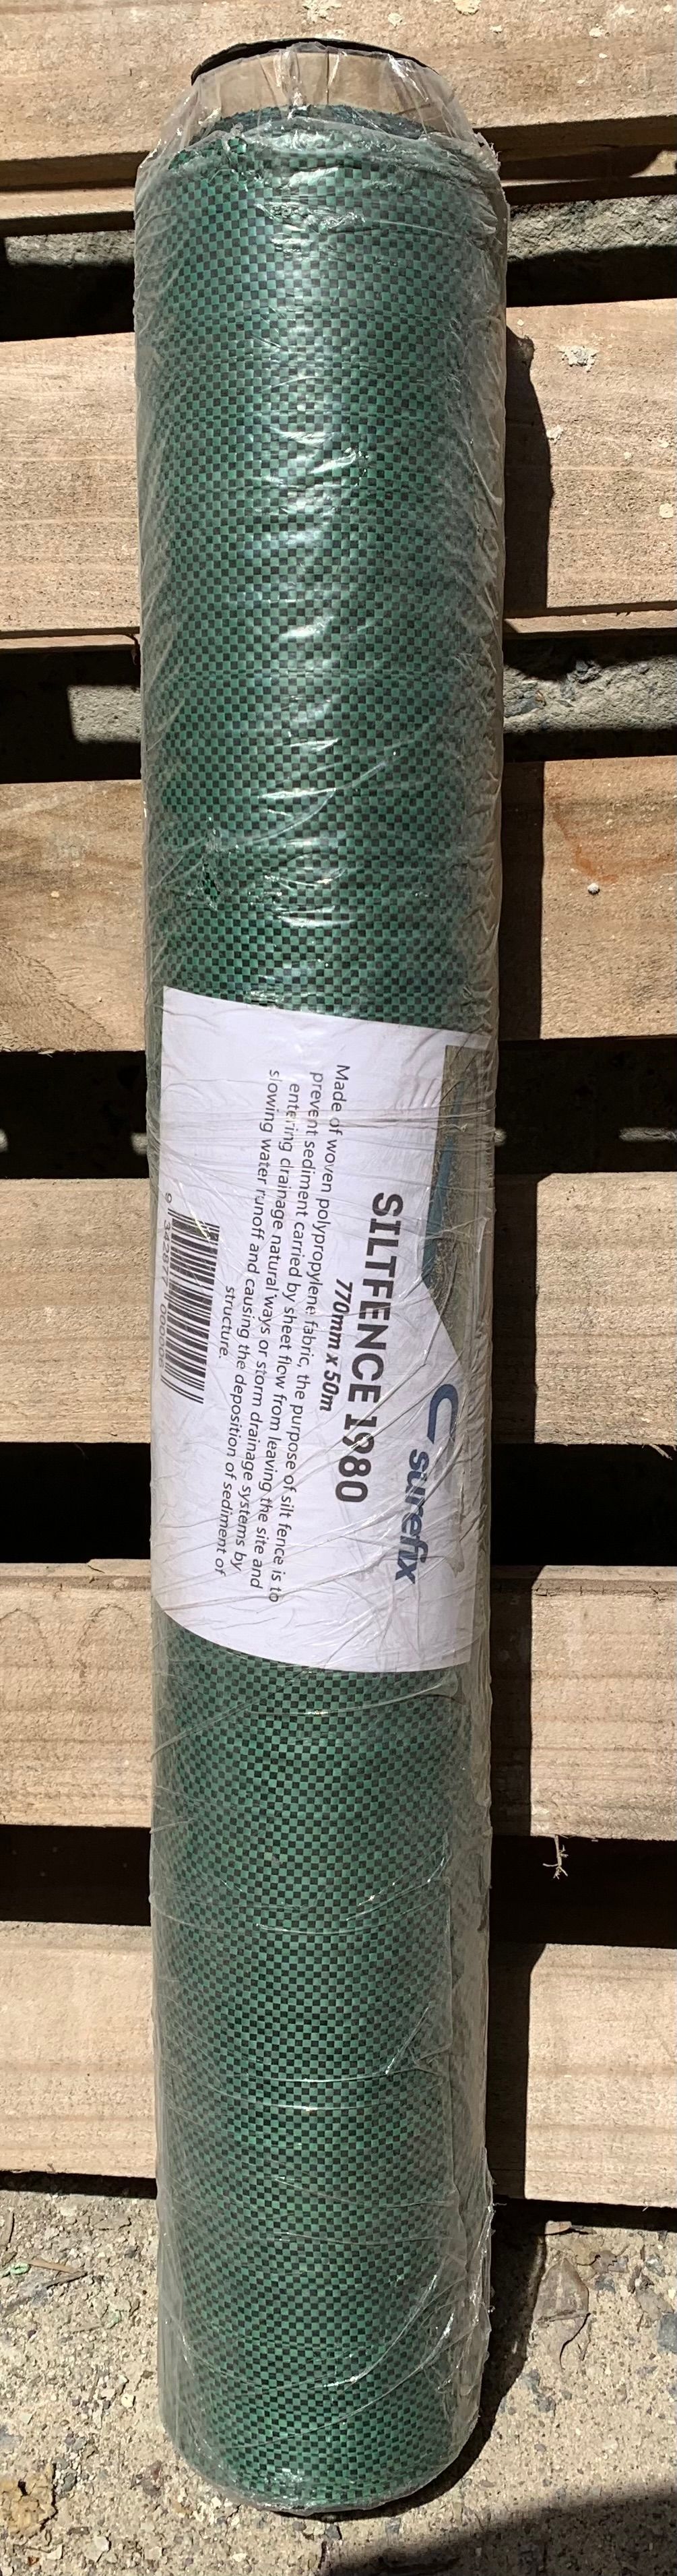 surefix
SILTFENCE 1980
770mm x 50m
Made of woven polypropylene fabric, the purpose of silt fence is to
prevent sediment carried by sheet flow from leaving the site and
entering drainage natural ways or storm drainage systems by
slowing water runoff and causing the deposition of sediment of
structure.